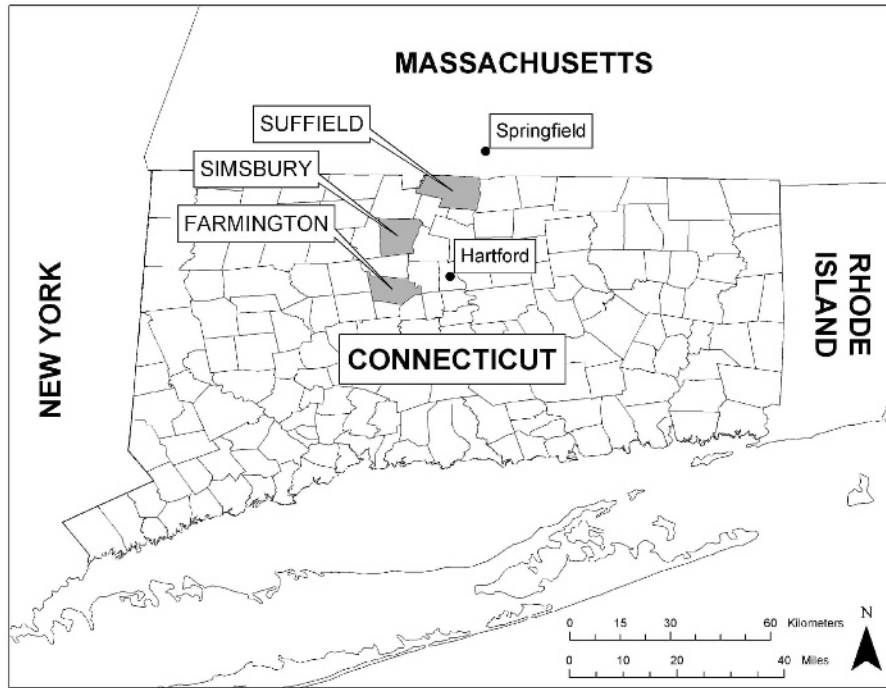 MASSACHUSETTS
SUFFIELD
Springfield
SIMSBURY
FARMINGTON
Hartford
NEW YORK
RHODE
ISLAND
CONNECTICUT
N
0 15 30 60 Kilometers
0 10 20 40 Miles